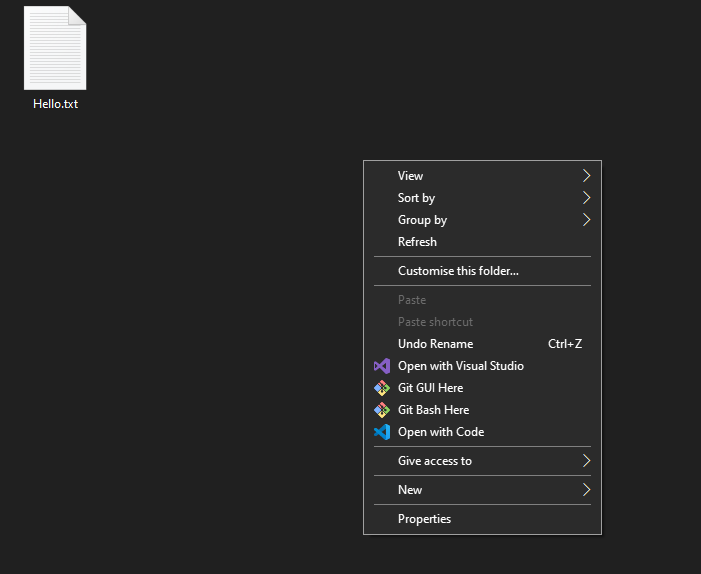 Hello.txt
View
Sort by
Group by
Refresh
Customise this folder...
Paste
Paste shortcut
Undo Rename Ctrl+Z
Open with Visual Studio
Git GUI Here
Git Bash Here
Open with Code
Give access to
New
Properties